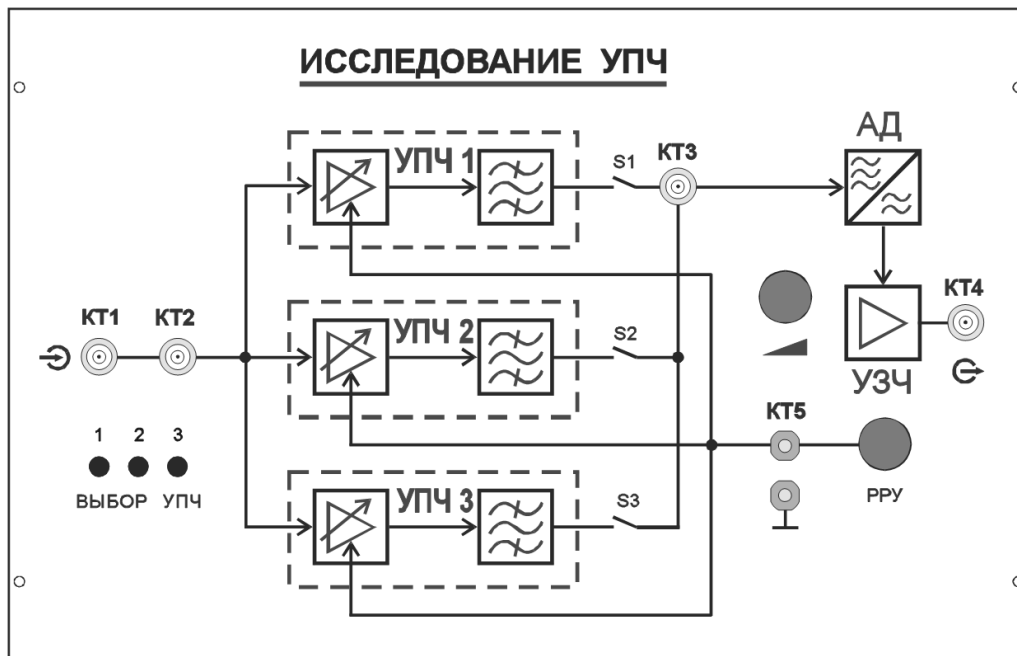 ИССЛЕДОВАНИЕ УПЧ
АД
УПЧ 1
S1
КТ3
КТ1
КТ2
УПЧ 2
S2
КТ4
УЗЧ
КТ5
1 2 3
ВЫБОР УПЧ
УПЧ 3
S3
РРУ